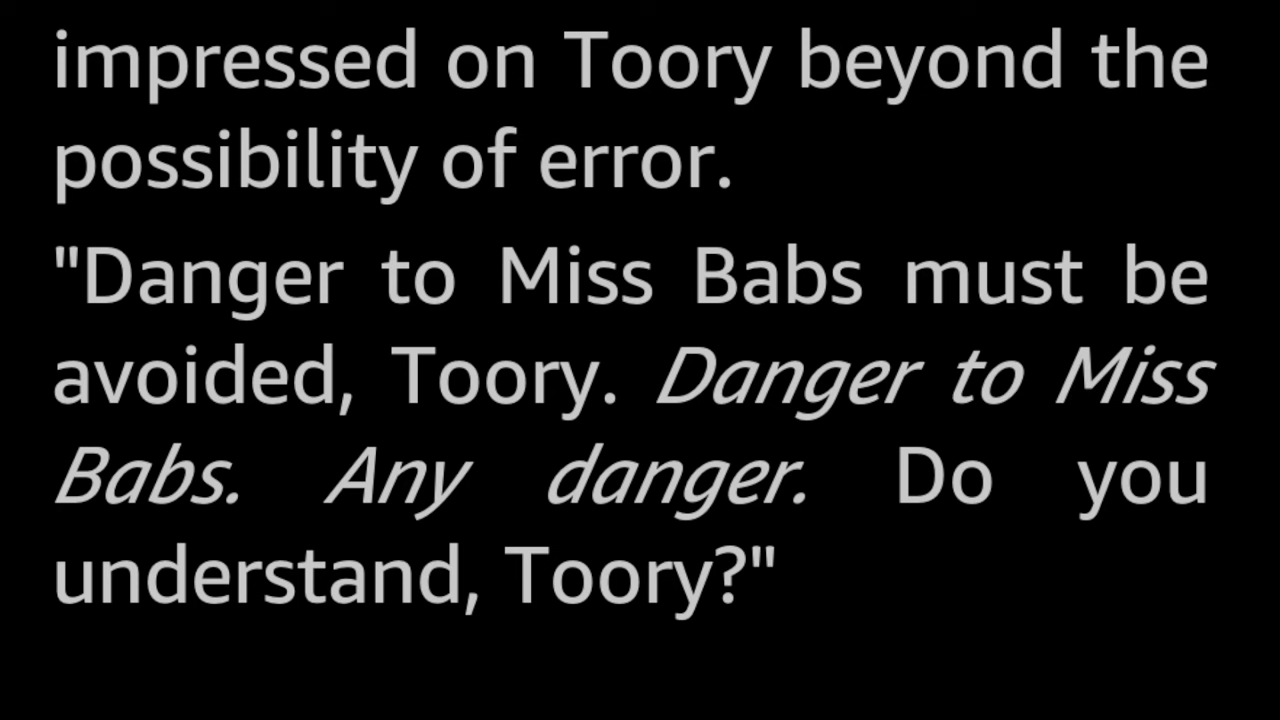 impressed on Toory beyond the
possibility of error.
"Danger to Miss Babs must be
avoided, Toory. Danger to Miss
Babs. Any danger. Do you
understand, Toory?"